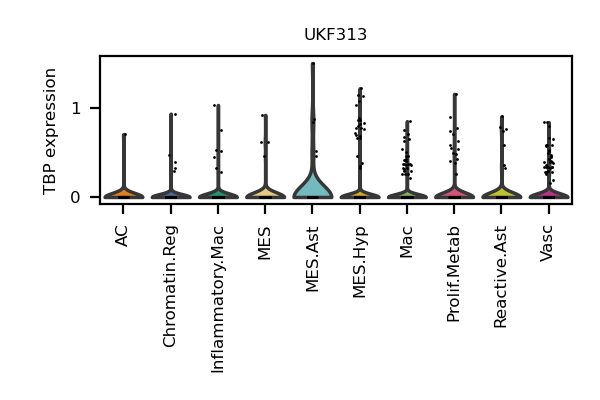 UKF313
TBP expression
1
0
AC
Chromatin.Reg
Inflammatory.Mac
MES
MES.Ast
MES.Hyp
Mac
Prolif.Metab
Reactive.Ast
Vasc